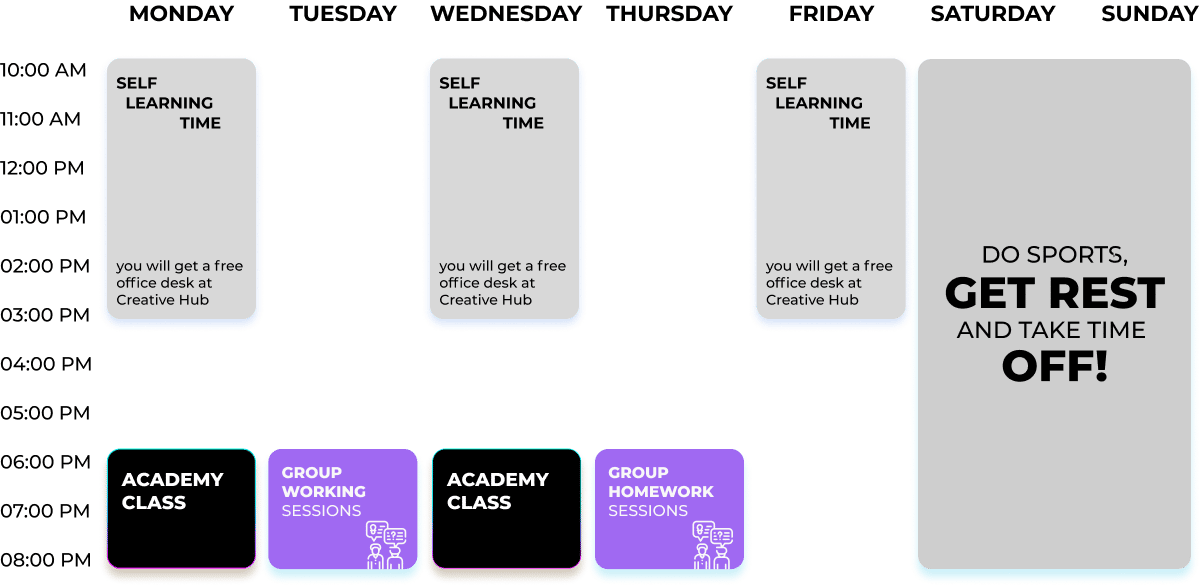 MONDAY TUESDAY WEDNESDAY THURSDAY FRIDAY SATURDAY SUNDAY
10:00 AM
11:00 AM
12:00 PM
01:00 PM
02:00 PM
03:00 PM
04:00 PM
05:00 PM
06:00 PM
07:00 PM
08:00 PM
SELF
LEARNING
TIME
you will get a free
office desk at
Creative Hub
ACADEMY
CLASS
GROUP
WORKING
SESSIONS
SELF
LEARNING
TIME
you will get a free
office desk at
Creative Hub
ACADEMY
CLASS
GROUP
HOMEWORK
SESSIONS
SELF
LEARNING
TIME
you will get a free
office desk at
Creative Hub
DO SPORTS,
GET REST
AND TAKE TIME
OFF!